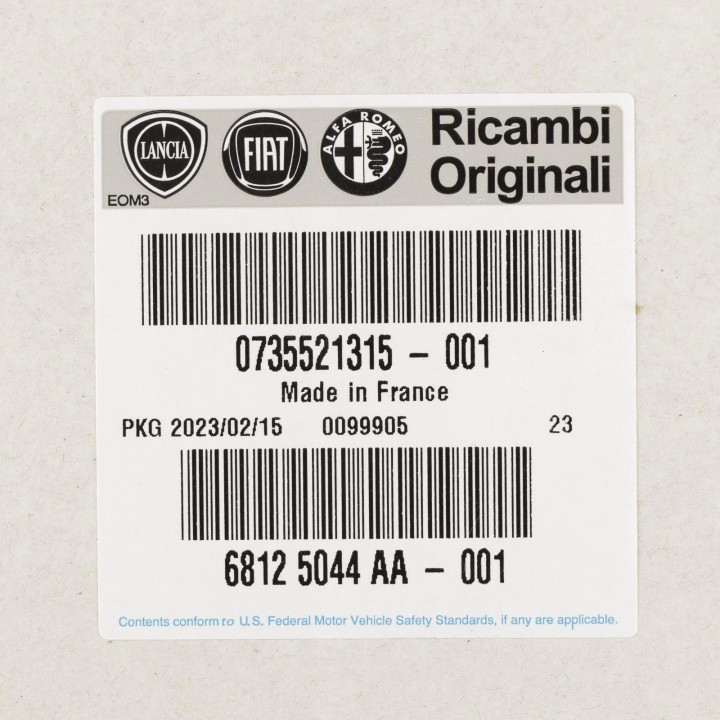 LANCIA
FIAT
ALFA ROMEO
Ricambi
Originali
EOM3
0735521315 - 001
Made in France
PKG 2023/02/15 0099905 23
6812 5044 AA - 001
Contents conform to U.S. Federal Motor Vehicle Safety Standards, if any are applicable.